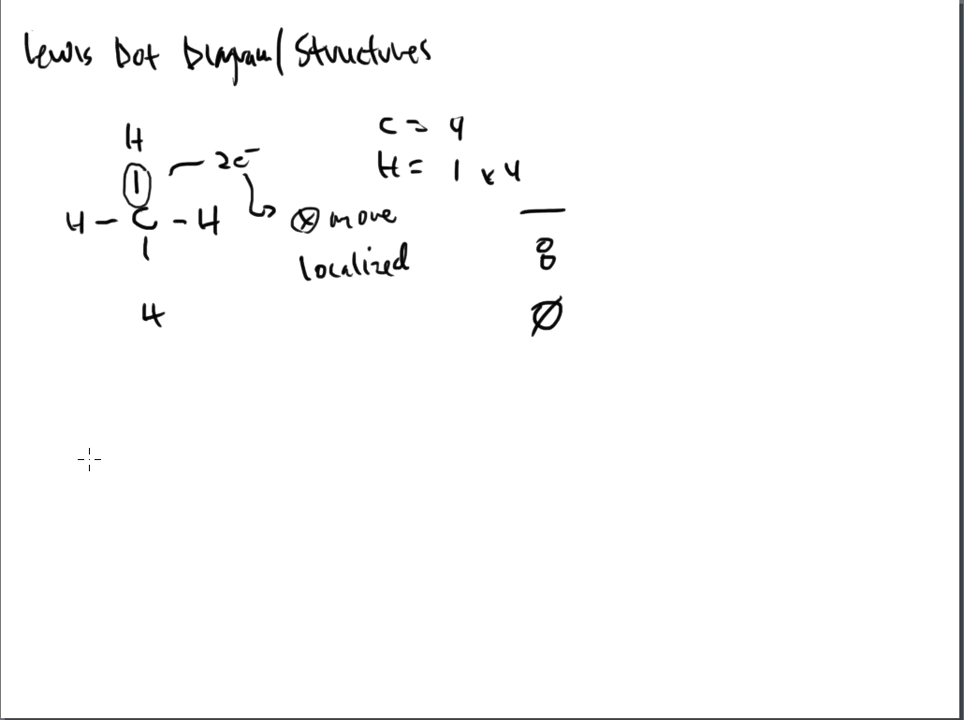 Lewis Dot Diagram/Structures
H
C = 4
2e⁻
H = 1 x 4
H - C - H
⊗ move
localized
8
H
∅